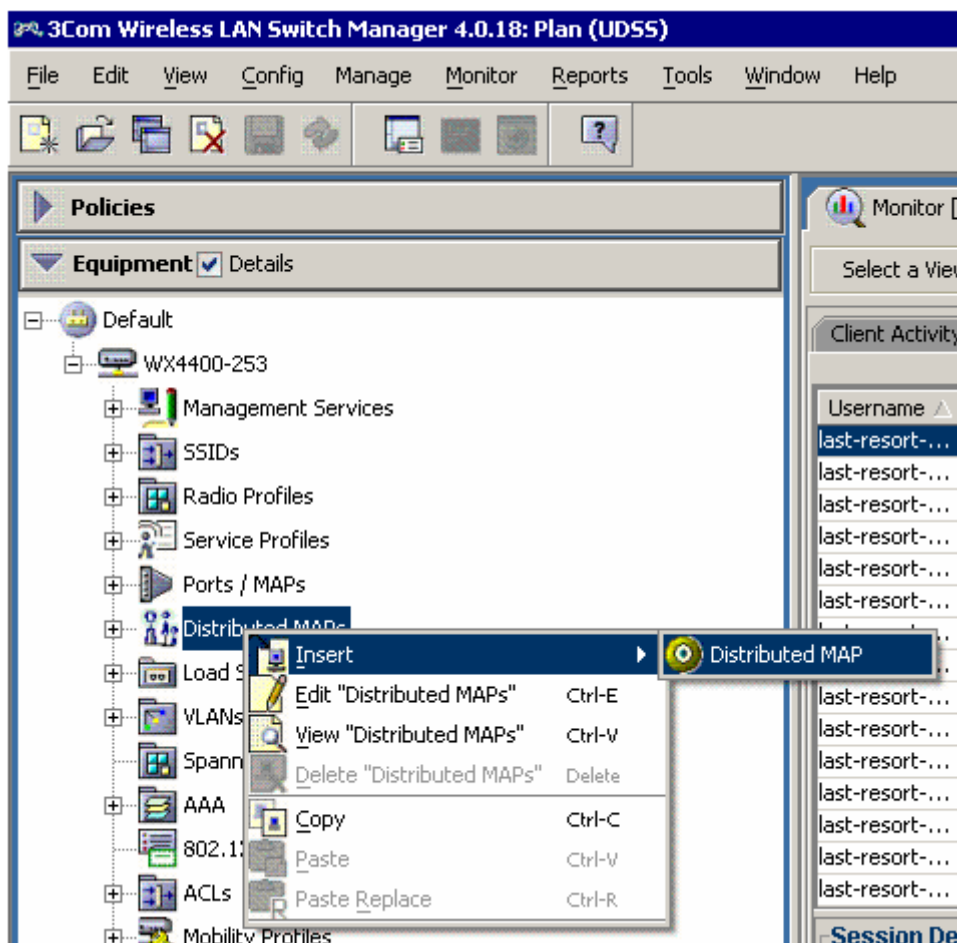 3Com Wireless LAN Switch Manager 4.0.18: Plan (UDSS)
File Edit View Config Manage Monitor Reports Tools Window Help
Policies
Equipment Details
Default
WX4400-253
Management Services
SSIDs
Radio Profiles
Service Profiles
Ports / MAPs
Distributed MAPs
Load S
VLANs
Spann
AAA
802.1
ACLs
Mobility Profiles
Insert
Edit "Distributed MAPs" Ctrl-E
View "Distributed MAPs" Ctrl-V
Delete "Distributed MAPs" Delete
Copy Ctrl-C
Paste Ctrl-V
Paste Replace Ctrl-R
Distributed MAP
Monitor [
Select a Vie
Client Activity
Username
last-resort-...
last-resort-...
last-resort-...
last-resort-...
last-resort-...
last-resort-...
last-resort-...
last-resort-...
last-resort-...
last-resort-...
last-resort-...
last-resort-...
last-resort-...
Session De